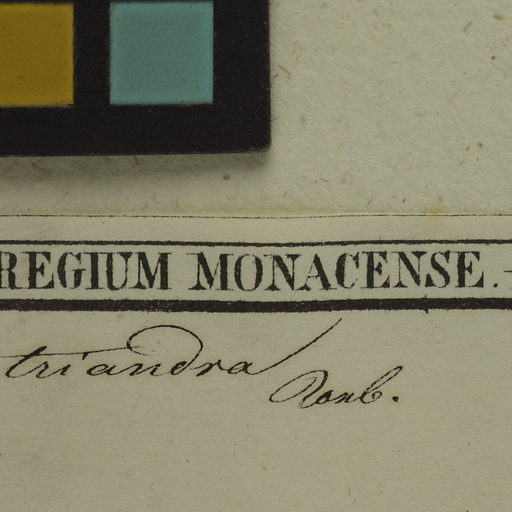 REGIUM MONACENSE. -
triandra Roxb.